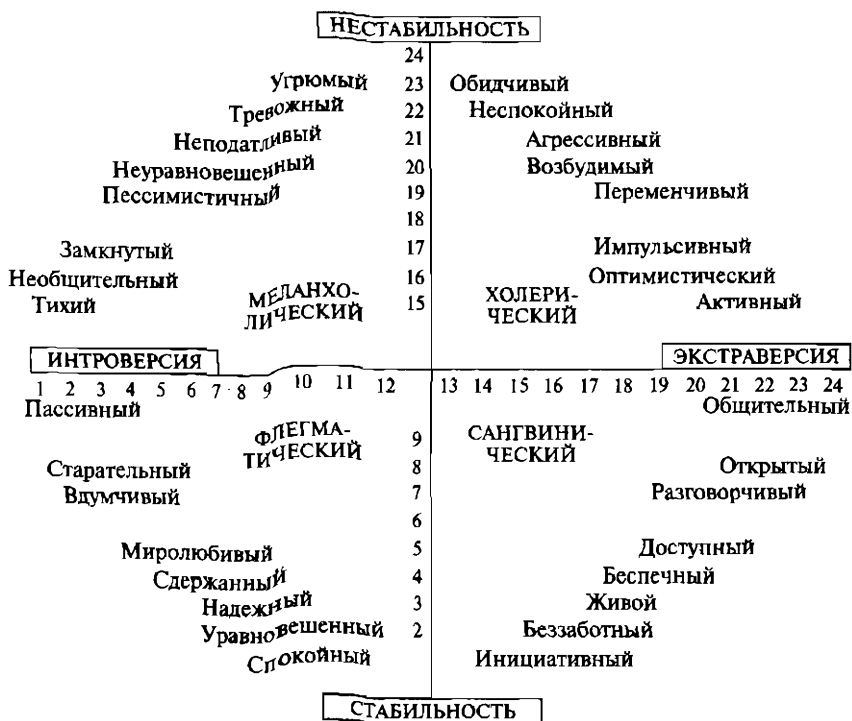 НЕСТАБИЛЬНОСТЬ
24
Угрюмый 23 Обидчивый
Тревожный 22 Неспокойный
Неподатливый 21 Агрессивный
Неуравновешенный 20 Возбудимый
Пессимистичный 19 Переменчивый
18
Замкнутый 17 Импульсивный
Необщительный 16 Оптимистический
Тихий МЕЛАНХО- 15 ХОЛЕРИ- Активный
ЛИЧЕСКИЙ ЧЕСКИЙ
ИНТРОВЕРСИЯ ЭКСТРАВЕРСИЯ
1 2 3 4 5 6 7 8 9 10 11 12 13 14 15 16 17 18 19 20 21 22 23 24
Пассивный Общительный
ФЛЕГМА- 9 САНГВИНИ-
ТИЧЕСКИЙ ЧЕСКИЙ
Старательный 8 Открытый
Вдумчивый 7 Разговорчивый
6
Миролюбивый 5 Доступный
Сдержанный 4 Беспечный
Надежный 3 Живой
Уравновешенный 2 Беззаботный
Спокойный Инициативный
СТАБИЛЬНОСТЬ